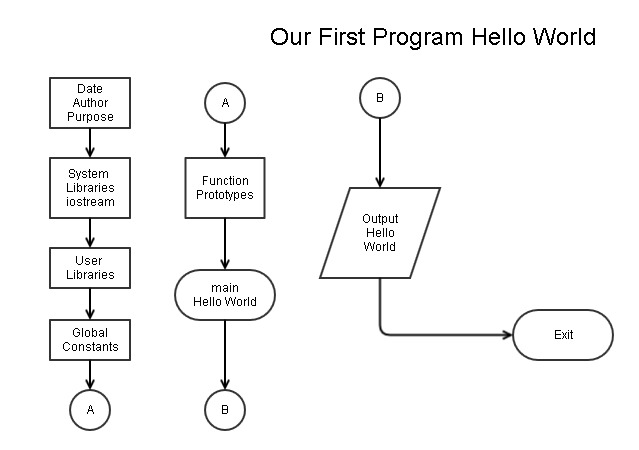 Our First Program Hello World
Date
Author
Purpose
System
Libraries
iostream
User
Libraries
Global
Constants
A
A
Function
Prototypes
main
Hello World
B
B
Output
Hello
World
Exit